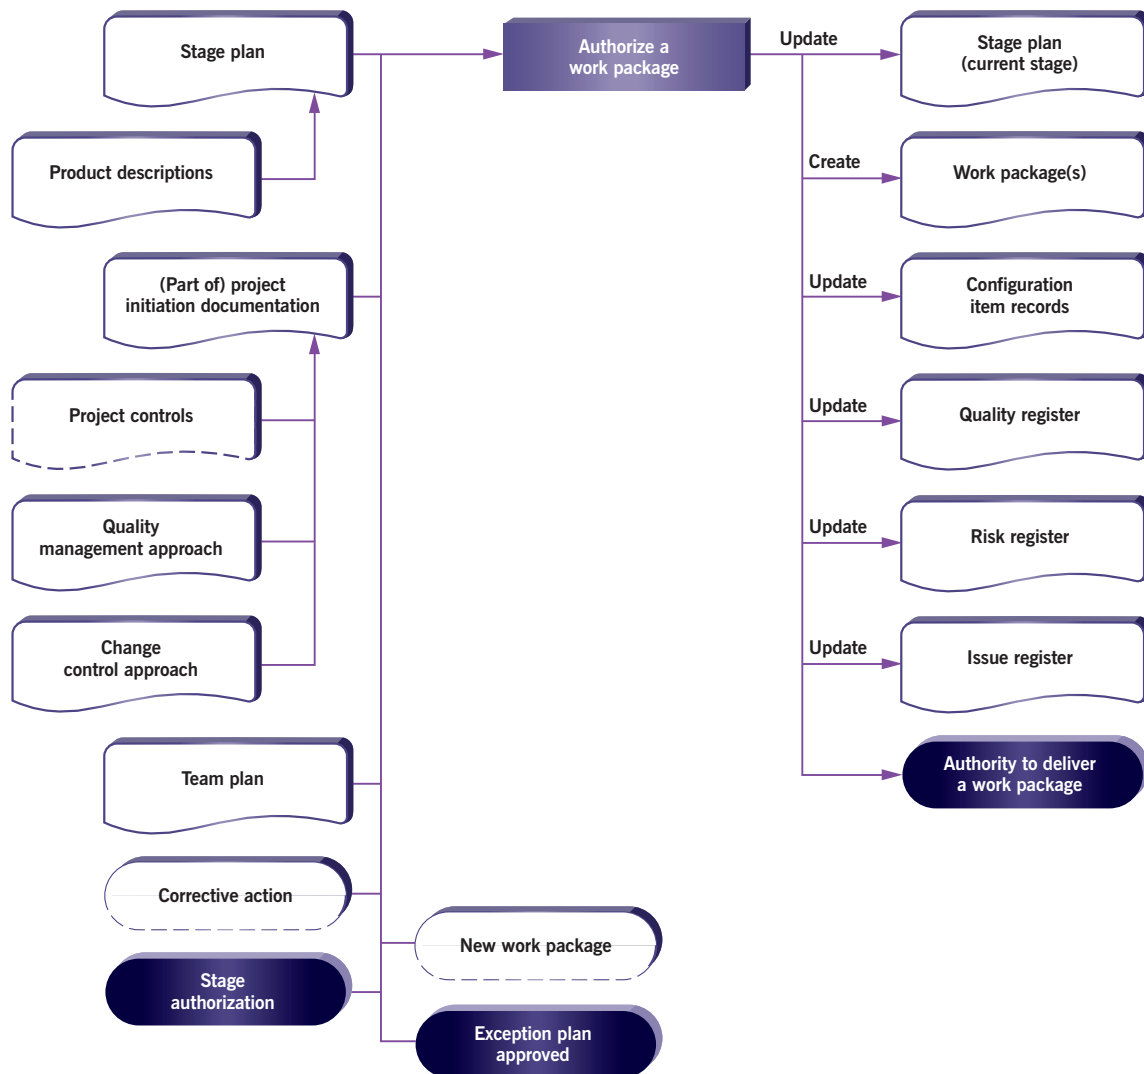 Stage plan
Authorize a
work package
Update
Stage plan
(current stage)
Product descriptions
Create
Work package(s)
(Part of) project
initiation documentation
Update
Configuration
item records
Project controls
Update
Quality register
Quality
management approach
Update
Risk register
Change
control approach
Update
Issue register
Team plan
Authority to deliver
a work package
Corrective action
New work package
Stage
authorization
Exception plan
approved